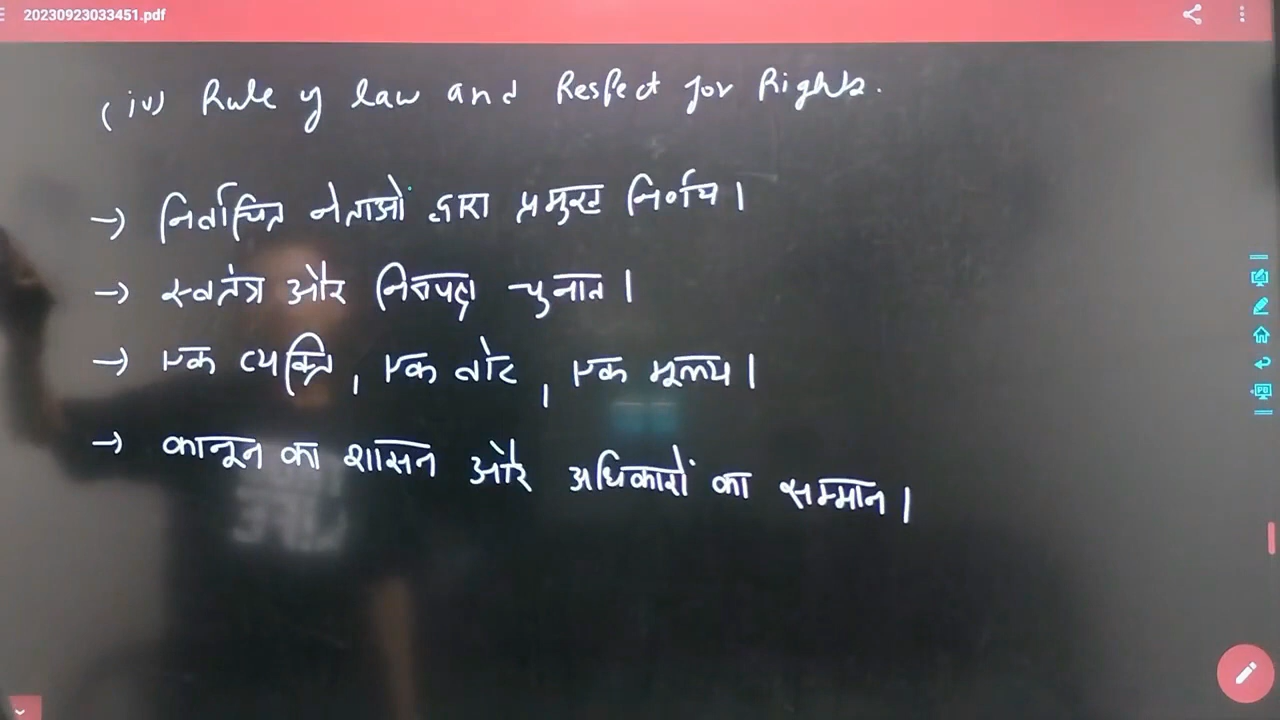 20230923033451.pdf
(iv) Rule of law and Respect for Rights.
→ निर्वाचित नेताओं द्वारा प्रमुख निर्णय।
→ स्वतंत्र और निष्पक्ष चुनाव।
→ एक व्यक्ति, एक वोट, एक मूल्य।
→ कानून का शासन और अधिकारों का सम्मान।